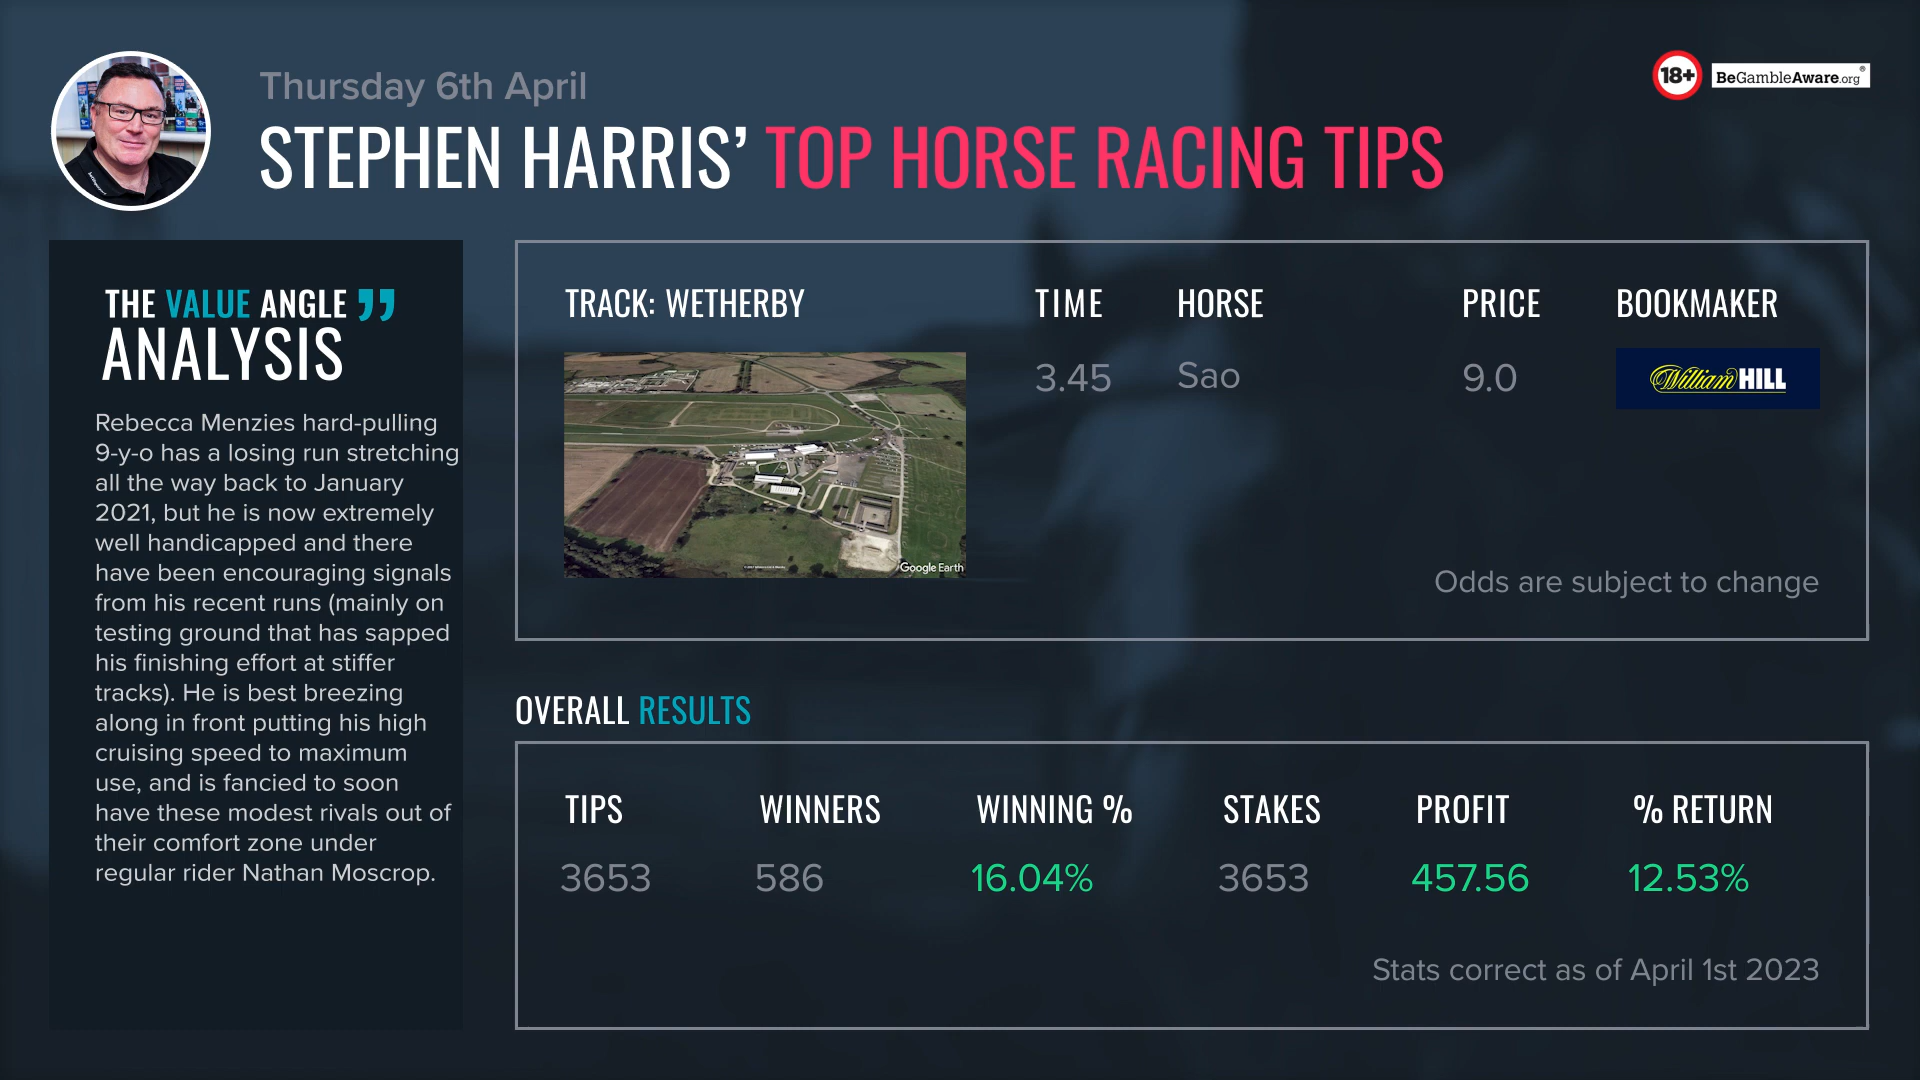 Thursday 6th April
STEPHEN HARRIS’ TOP HORSE RACING TIPS
18+ BeGambleAware.org®
THE VALUE ANGLE ”
ANALYSIS
Rebecca Menzies hard-pulling
9-y-o has a losing run stretching
all the way back to January
2021, but he is now extremely
well handicapped and there
have been encouraging signals
from his recent runs (mainly on
testing ground that has sapped
his finishing effort at stiffer
tracks). He is best breezing
along in front putting his high
cruising speed to maximum
use, and is fancied to soon
have these modest rivals out of
their comfort zone under
regular rider Nathan Moscrop.
TRACK: WETHERBY TIME HORSE PRICE BOOKMAKER
3.45 Sao 9.0 William HILL
Google Earth
Odds are subject to change
OVERALL RESULTS
TIPS WINNERS WINNING % STAKES PROFIT % RETURN
3653 586 16.04% 3653 457.56 12.53%
Stats correct as of April 1st 2023